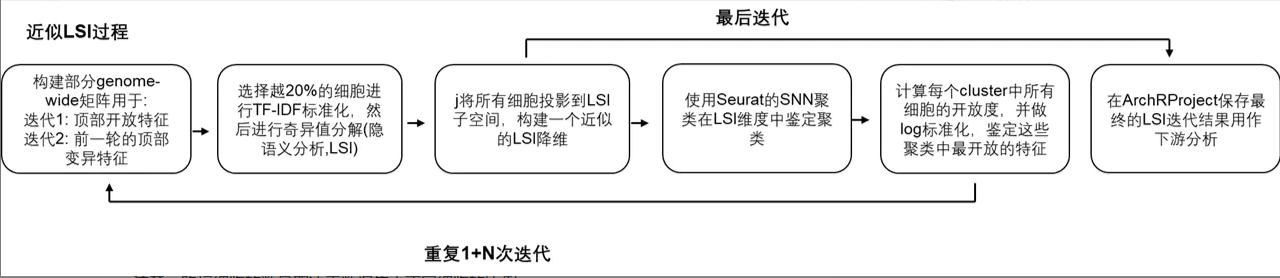 最后迭代
近似LSI过程
构建部分genome-
wide矩阵用于:
迭代1: 顶部开放特征
迭代2: 前一轮的顶部
变异特征
选择越20%的细胞进
行TF-IDF标准化，然
后进行奇异值分解(隐
语义分析,LSI)
j将所有细胞投影到LSI
子空间，构建一个近似
的LSI降维
使用Seurat的SNN聚
类在LSI维度中鉴定聚
类
计算每个cluster中所有
细胞的开放度，并做
log标准化，鉴定这些
聚类中最开放的特征
在ArchRProject保存最
终的LSI迭代结果用作
下游分析
重复1+N次迭代